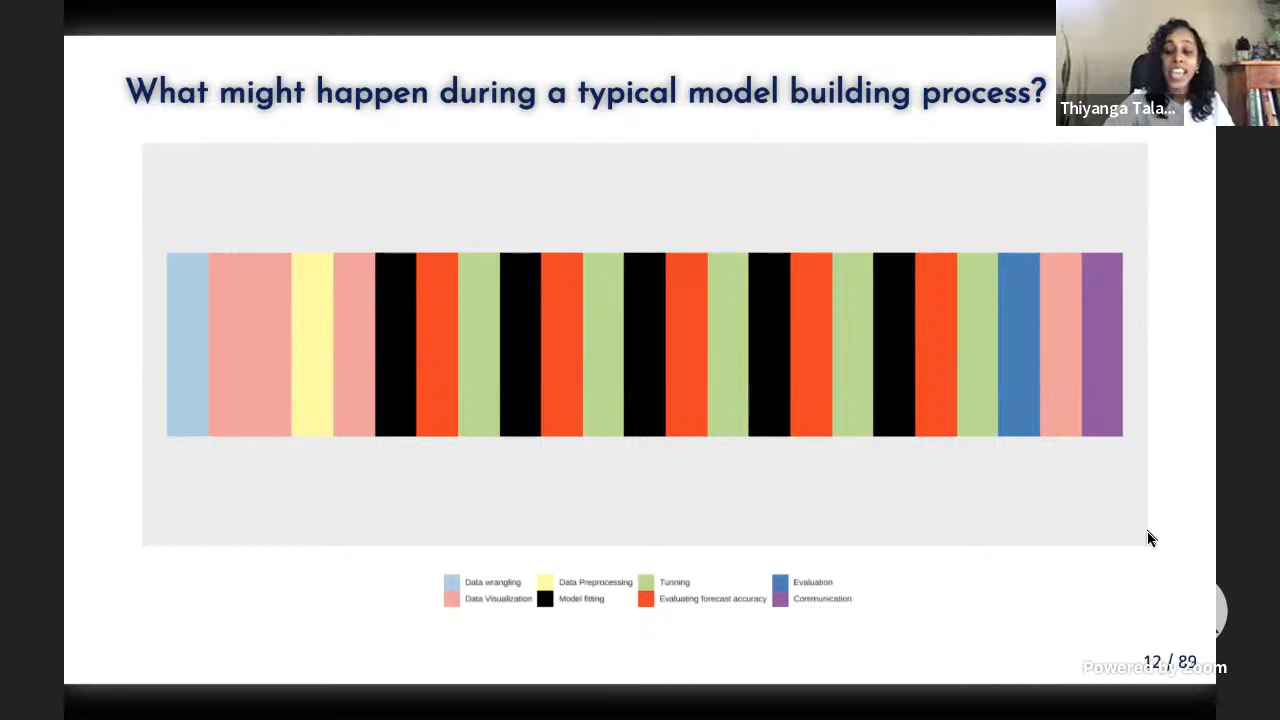 What might happen during a typical model building process?
Thiyanga Tala...
Data wrangling
Data Preprocessing
Tunning
Evaluation
Data Visualization
Model fitting
Evaluating forecast accuracy
Communication
12 / 89
Powered by Zoom